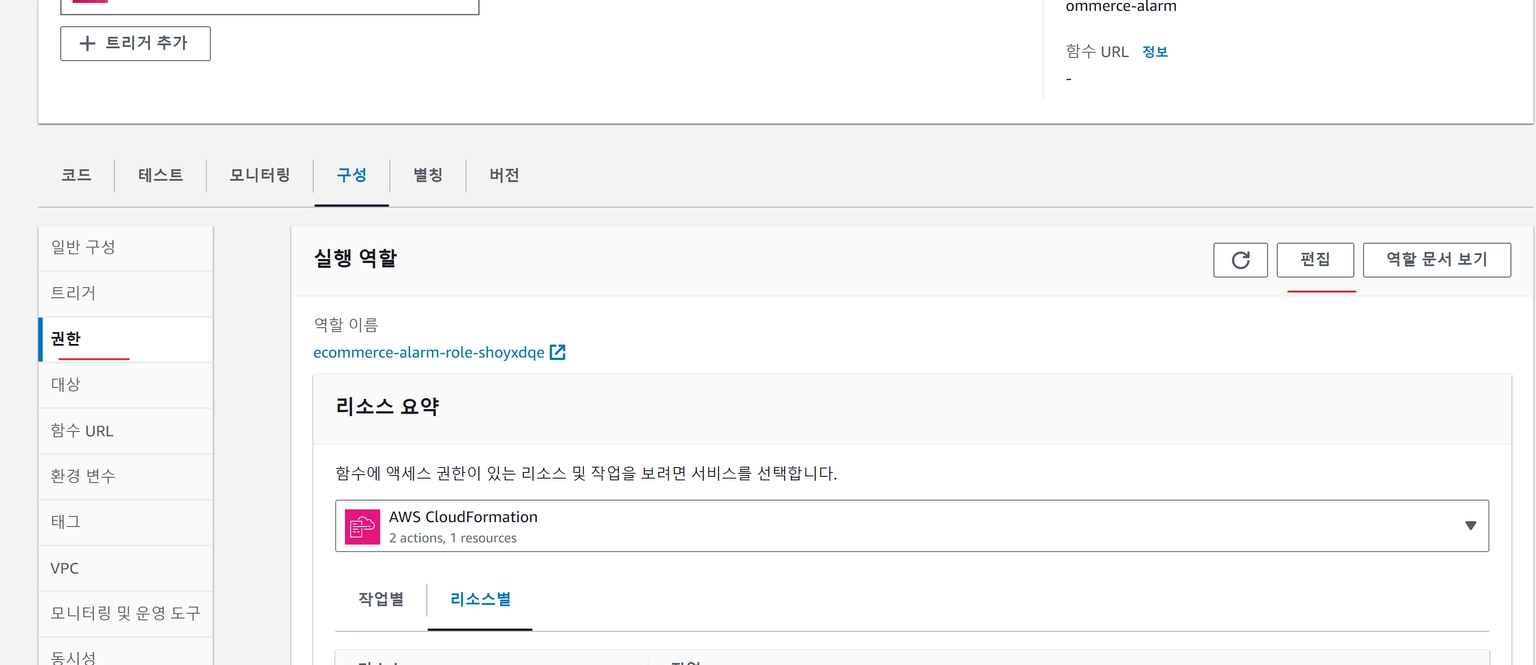 ommerce-alarm
트리거 추가
함수 URL 정보
-
코드 테스트 모니터링 구성 별칭 버전
일반 구성
트리거
권한
대상
함수 URL
환경 변수
태그
VPC
모니터링 및 운영 도구
동시성
실행 역할
편집 역할 문서 보기
역할 이름
ecommerce-alarm-role-shoyxdqe
리소스 요약
함수에 액세스 권한이 있는 리소스 및 작업을 보려면 서비스를 선택합니다.
AWS CloudFormation
2 actions, 1 resources
작업별 리소스별